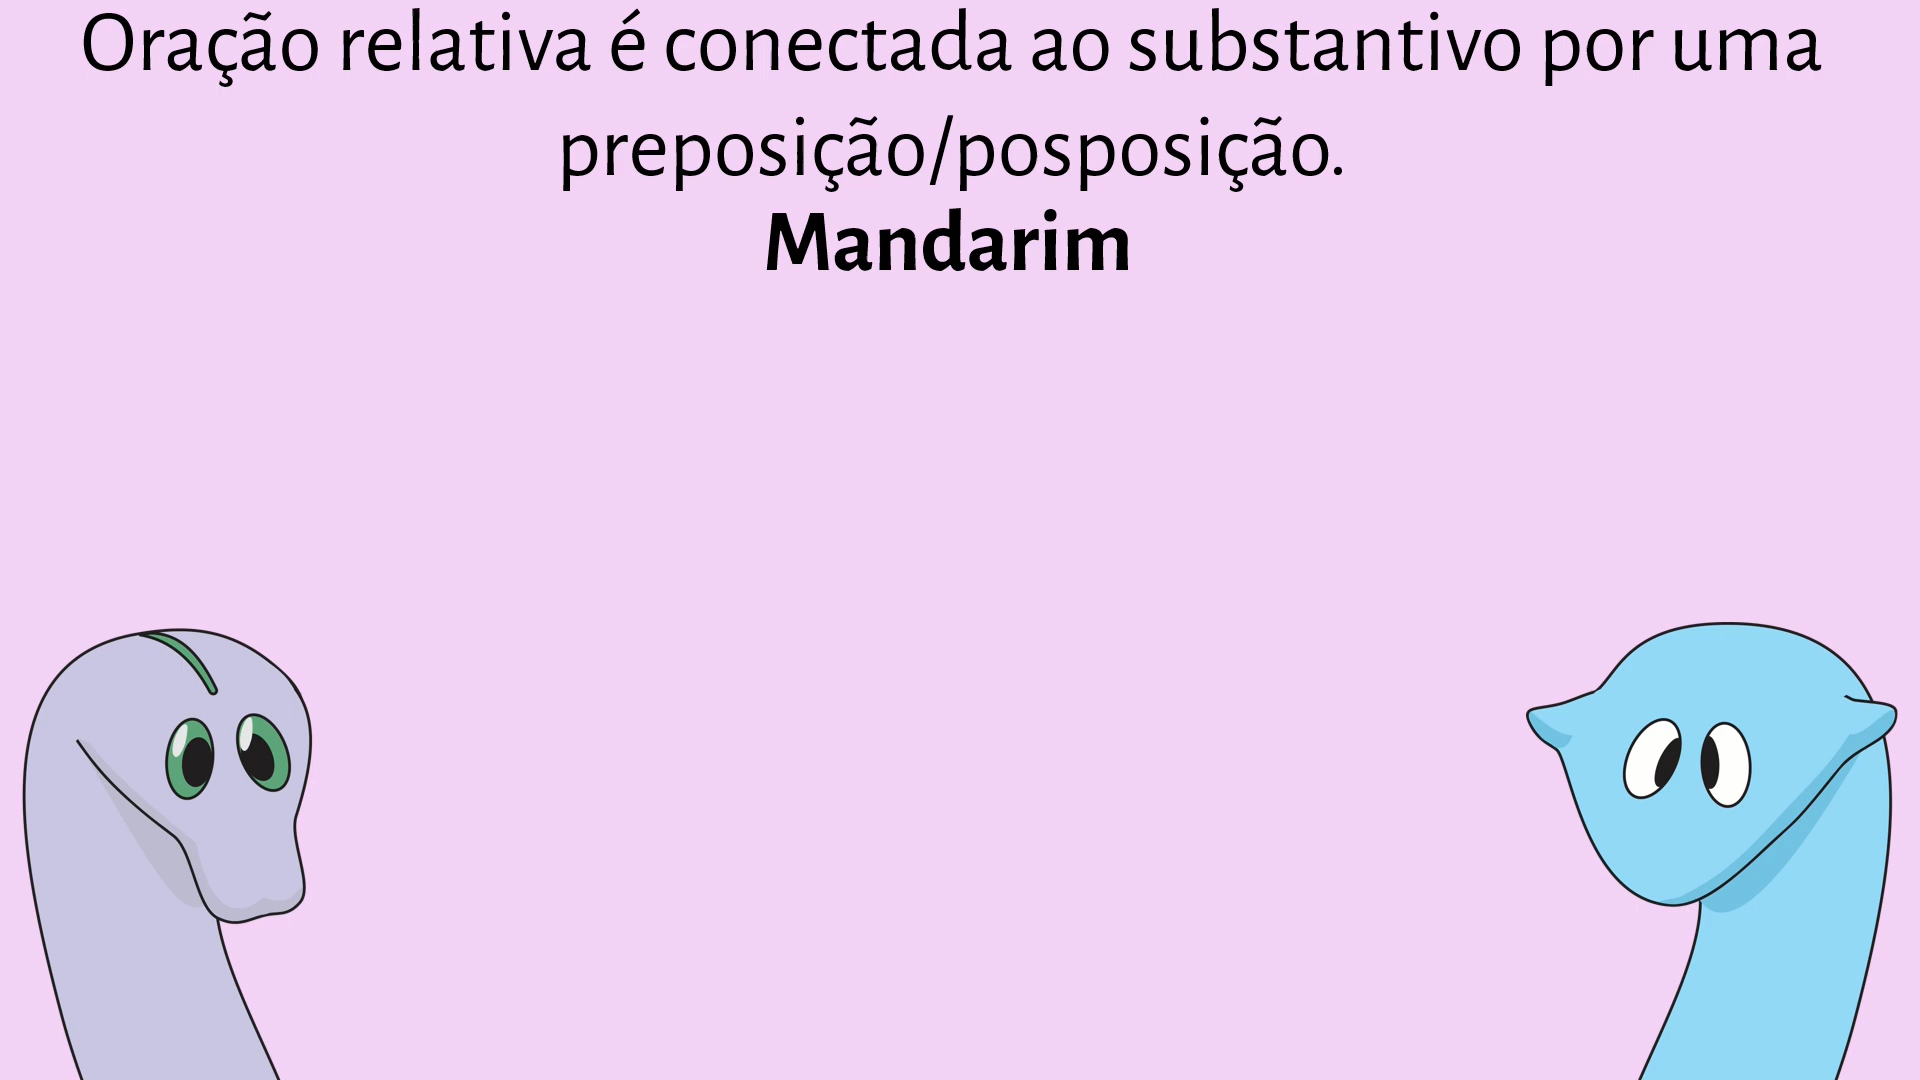 Oração relativa é conectada ao substantivo por uma
preposição/posposição.
Mandarim